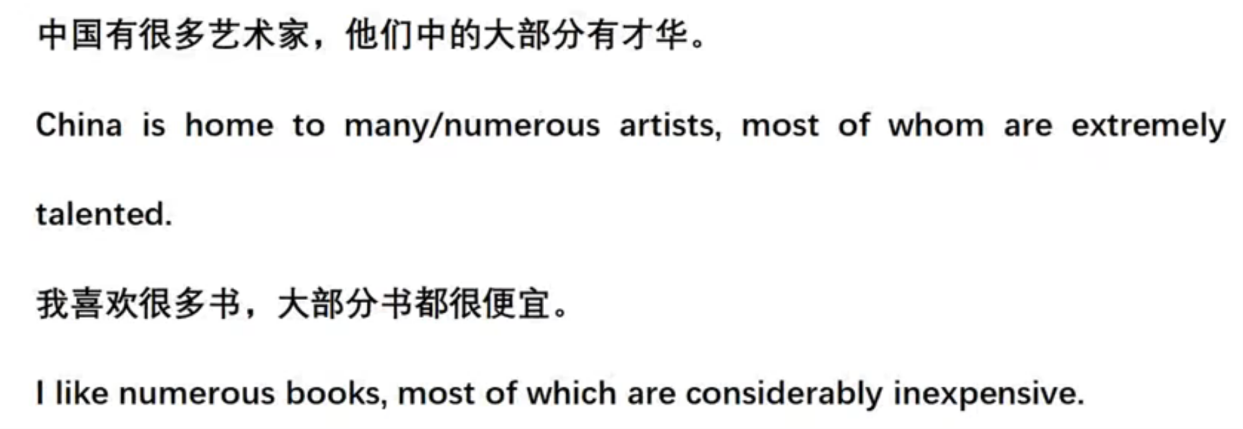 中国有很多艺术家，他们中的大部分有才华。
China is home to many/numerous artists, most of whom are extremely
talented.
我喜欢很多书，大部分书都很便宜。
I like numerous books, most of which are considerably inexpensive.